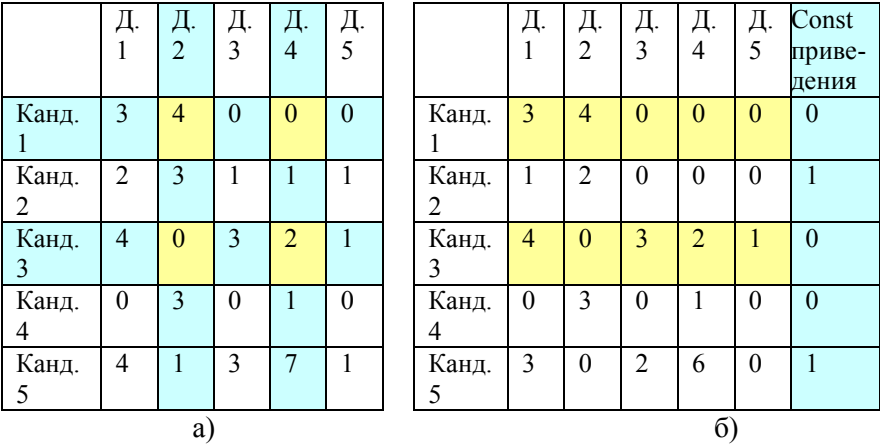 Д. 1 Д. 2 Д. 3 Д. 4 Д. 5
Канд. 1 3 4 0 0 0
Канд. 2 2 3 1 1 1
Канд. 3 4 0 3 2 1
Канд. 4 0 3 0 1 0
Канд. 5 4 1 3 7 1
а)
Д. 1 Д. 2 Д. 3 Д. 4 Д. 5 Const приве-дения
Канд. 1 3 4 0 0 0 0
Канд. 2 1 2 0 0 0 1
Канд. 3 4 0 3 2 1 0
Канд. 4 0 3 0 1 0 0
Канд. 5 3 0 2 6 0 1
б)